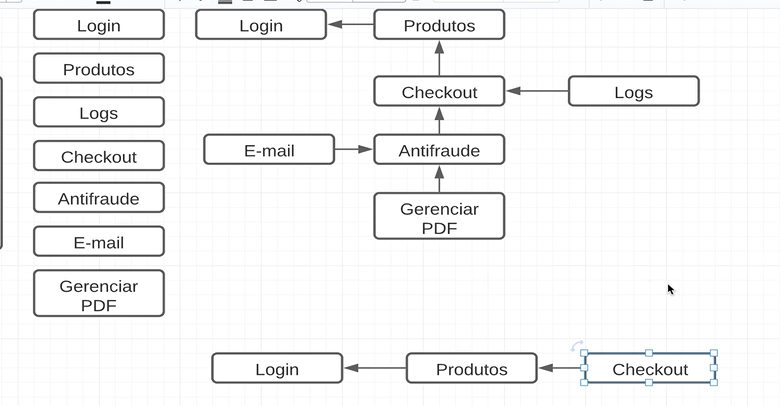 Login
Produtos
Logs
Checkout
Antifraude
E-mail
Gerenciar
PDF
Login
Produtos
Checkout
Logs
E-mail
Antifraude
Gerenciar
PDF
Login
Produtos
Checkout